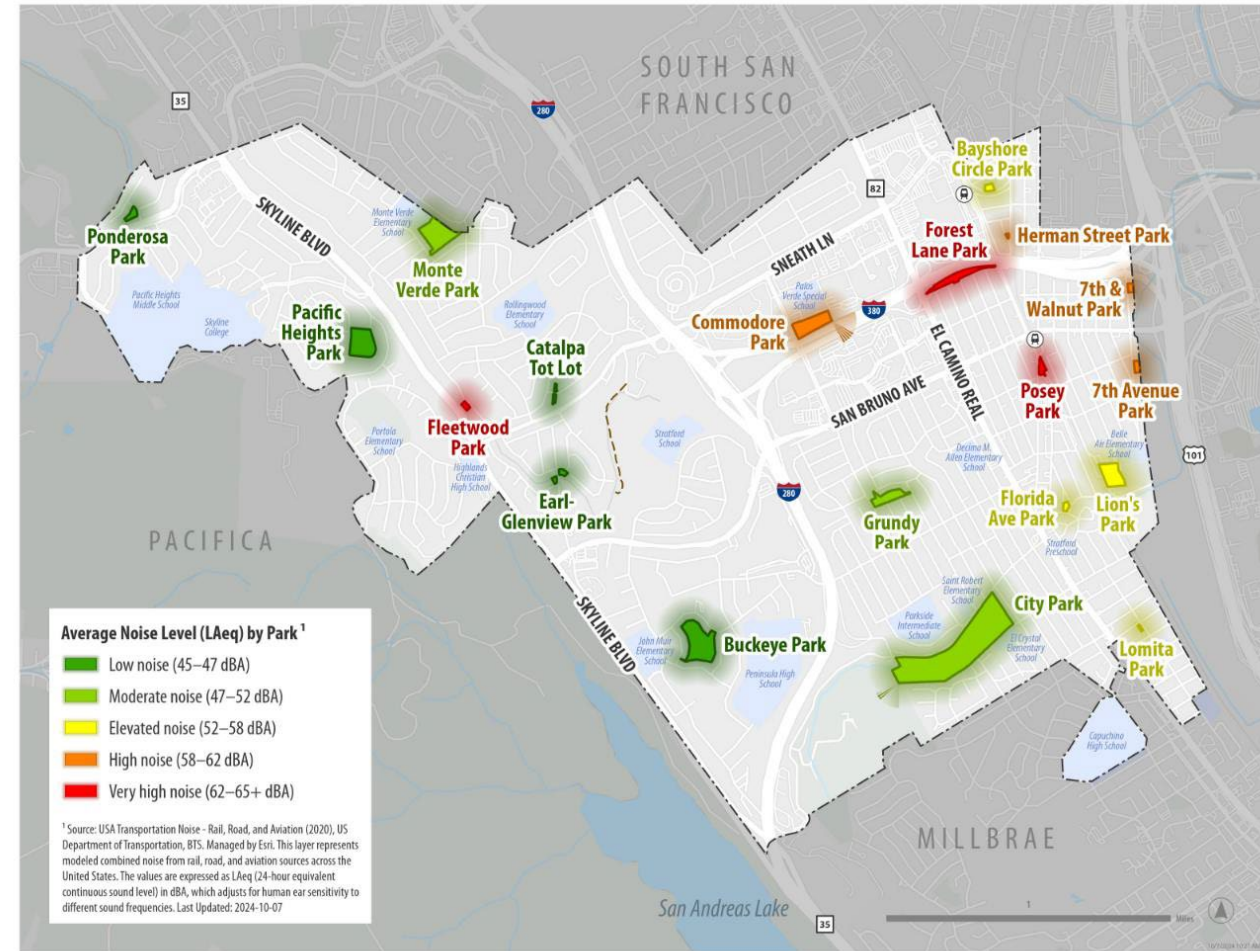 SOUTH SAN
FRANCISCO
35
280
Bayshore
Circle Park
82
Ponderosa
Park
SKYLINE BLVD
Monte Verde
Elementary
School
Monte
Verde Park
SNEATH LN
Forest
Lane Park
Herman Street Park
Pacific Heights
Middle School
Skyline
College
Pacific
Heights
Park
Rollingwood
Elementary
School
Palos
Verde Special
School
Commodore
Park
380
7th &
Walnut Park
Catalpa
Tot Lot
EL CAMINO REAL
SAN BRUNO AVE
Posey
Park
7th Avenue
Park
Fleetwood
Park
Portola
Elementary
School
Highlands
Christian
High School
Stratford
School
Decima M.
Allen Elementary
School
Belle
Air Elementary
School
101
280
Earl-
Glenview Park
Grundy
Park
Florida
Ave Park
Lion's
Park
Stratford
Preschool
PACIFICA
SKYLINE BLVD
John Muir
Elementary
School
Buckeye Park
Peninsula High
School
Saint Robert
Elementary
School
Parkside
Intermediate
School
City Park
El Crystal
Elementary
School
Lomita
Park
Capuchino
High School
Average Noise Level (LAeq) by Park 1
Low noise (45–47 dBA)
Moderate noise (47–52 dBA)
Elevated noise (52–58 dBA)
High noise (58–62 dBA)
Very high noise (62–65+ dBA)
1 Source: USA Transportation Noise - Rail, Road, and Aviation (2020), US
Department of Transportation, BTS. Managed by Esri. This layer represents
modeled combined noise from rail, road, and aviation sources across the
United States. The values are expressed as LAeq (24-hour equivalent
continuous sound level) in dBA, which adjusts for human ear sensitivity to
different sound frequencies. Last Updated: 2024-10-07
MILLBRAE
San Andreas Lake
35
1
Miles